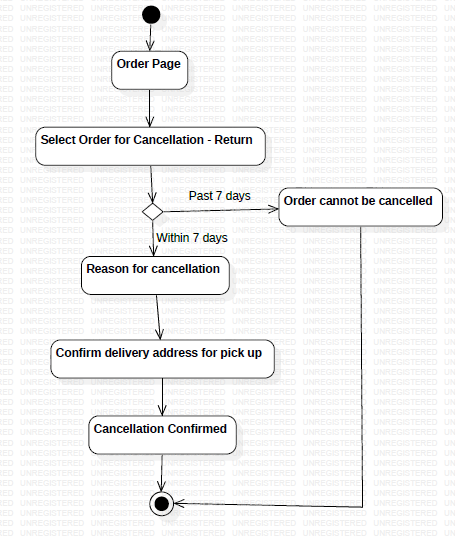 Order Page
Select Order for Cancellation - Return
Past 7 days
Order cannot be cancelled
Within 7 days
Reason for cancellation
Confirm delivery address for pick up
Cancellation Confirmed
UNREGISTERED